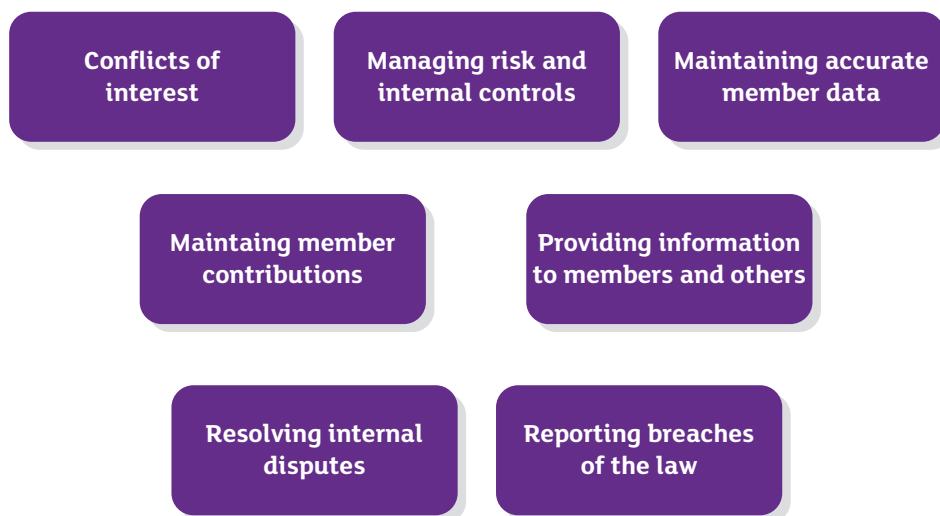 Conflicts of
interest
Managing risk and
internal controls
Maintaining accurate
member data
Maintaing member
contributions
Providing information
to members and others
Resolving internal
disputes
Reporting breaches
of the law